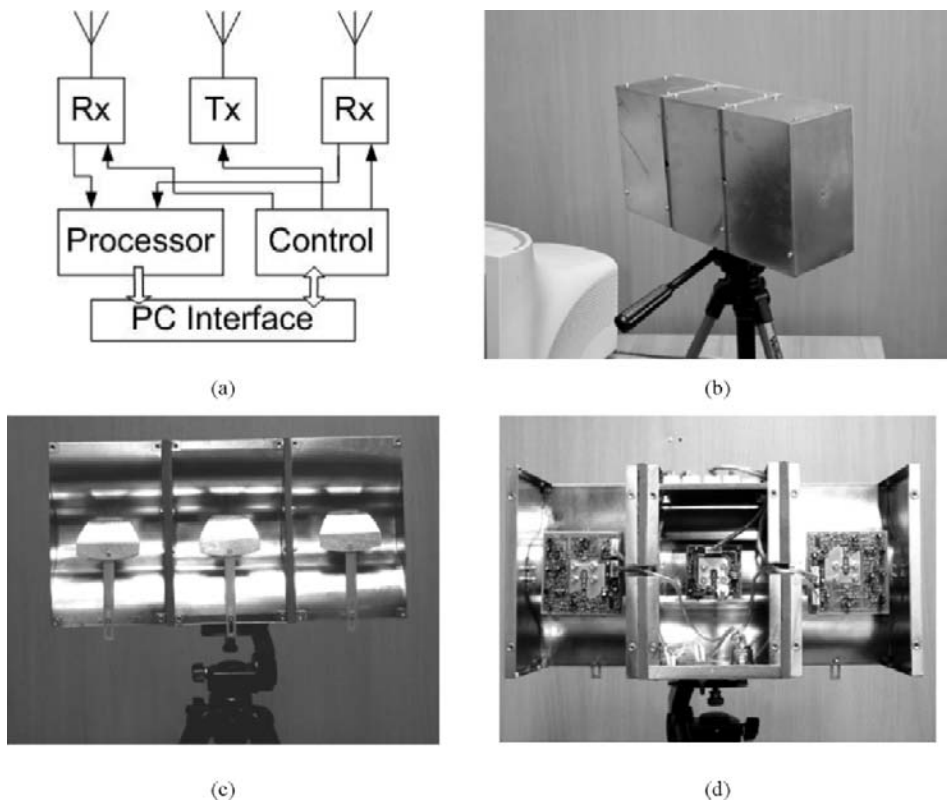 Rx Tx Rx
Processor Control
PC Interface
(a) (b)
(c) (d)